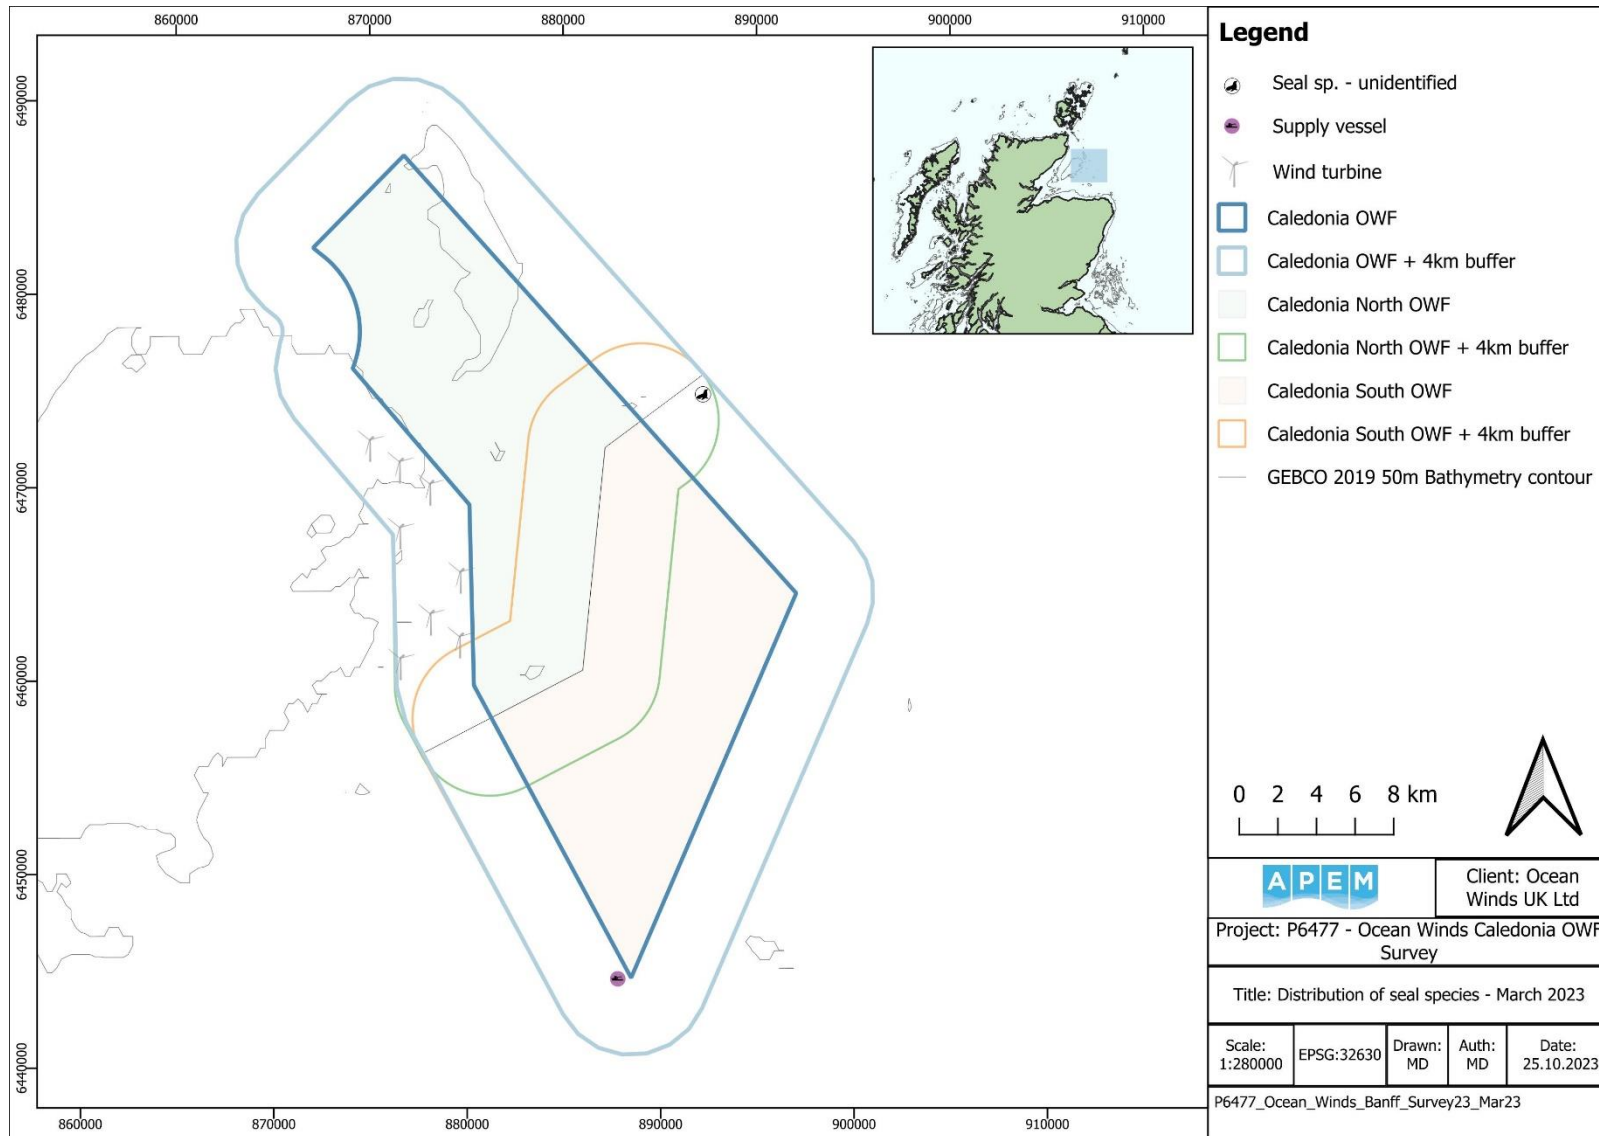 860000 870000 880000 890000 900000 910000
6490000
6480000
6470000
6460000
6450000
6440000
860000 870000 880000 890000 900000 910000
Legend
Seal sp. - unidentified
Supply vessel
Wind turbine
Caledonia OWF
Caledonia OWF + 4km buffer
Caledonia North OWF
Caledonia North OWF + 4km buffer
Caledonia South OWF
Caledonia South OWF + 4km buffer
GEBCO 2019 50m Bathymetry contour
0 2 4 6 8 km
APEM
Client: Ocean
Winds UK Ltd
Project: P6477 - Ocean Winds Caledonia OWF
Survey
Title: Distribution of seal species - March 2023
Scale:
1:280000
EPSG:32630
Drawn:
MD
Auth:
MD
Date:
25.10.2023
P6477_Ocean_Winds_Banff_Survey23_Mar23